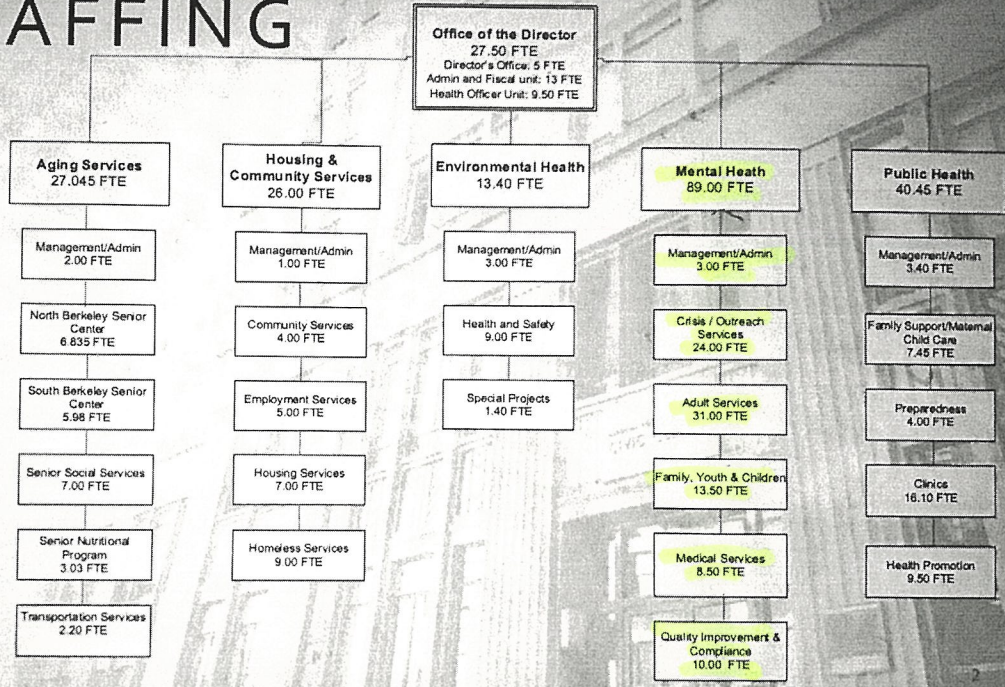 AFFING
Office of the Director
27.50 FTE
Director's Office: 5 FTE
Admin and Fiscal unit: 13 FTE
Health Officer Unit: 9.50 FTE
Aging Services
27.045 FTE
Management/Admin
2.00 FTE
North Berkeley Senior
Center
6.835 FTE
South Berkeley Senior
Center
5.98 FTE
Senior Social Services
7.00 FTE
Senior Nutritional
Program
3.03 FTE
Transportation Services
2.20 FTE
Housing &
Community Services
26.00 FTE
Management/Admin
1.00 FTE
Community Services
4.00 FTE
Employment Services
5.00 FTE
Housing Services
7.00 FTE
Homeless Services
9.00 FTE
Environmental Health
13.40 FTE
Management/Admin
3.00 FTE
Health and Safety
9.00 FTE
Special Projects
1.40 FTE
Mental Heath
89.00 FTE
Management/Admin
3.00 FTE
Crisis / Outreach
Services
24.00 FTE
Adult Services
31.00 FTE
Family, Youth & Children
13.50 FTE
Medical Services
8.50 FTE
Quality Improvement &
Compliance
10.00 FTE
Public Health
40.45 FTE
Management/Admin
3.40 FTE
Family Support/Maternal
Child Care
7.45 FTE
Preparedness
4.00 FTE
Clinics
16.10 FTE
Health Promotion
9.50 FTE
2